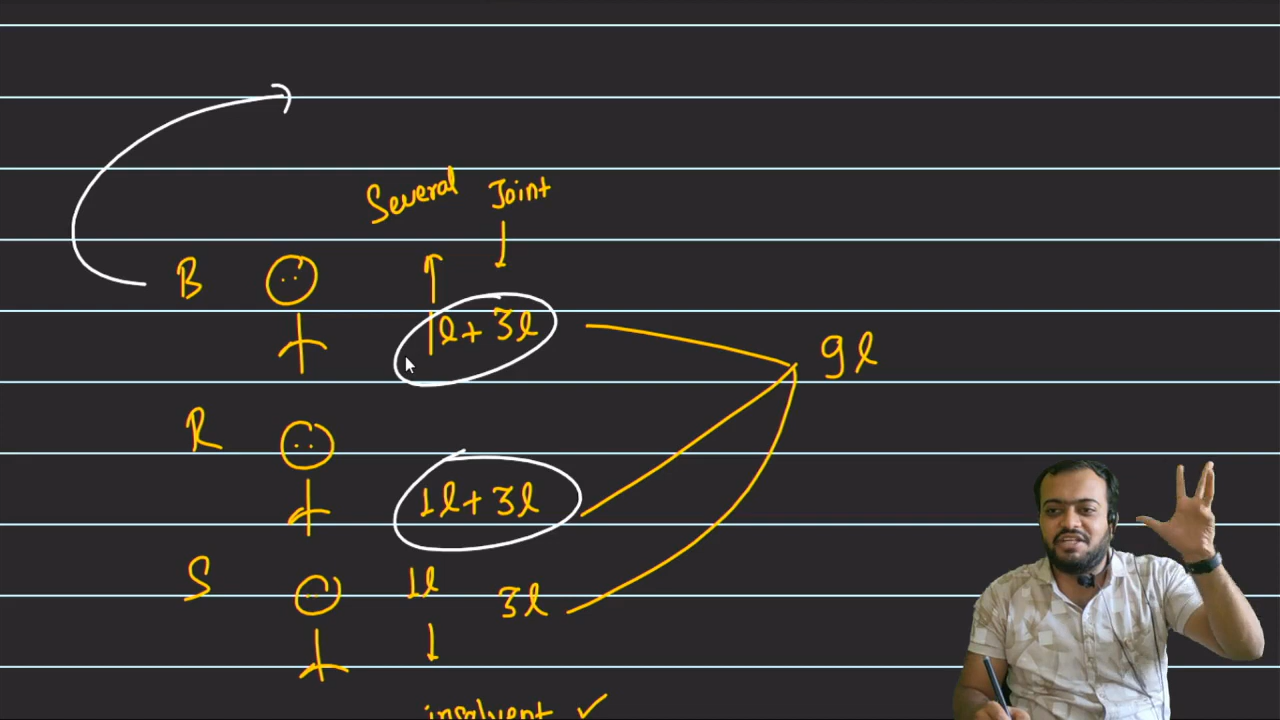 Several Joint
B 1l + 3l
9l
R 1l + 3l
S 1l 3l
insolvent ✓